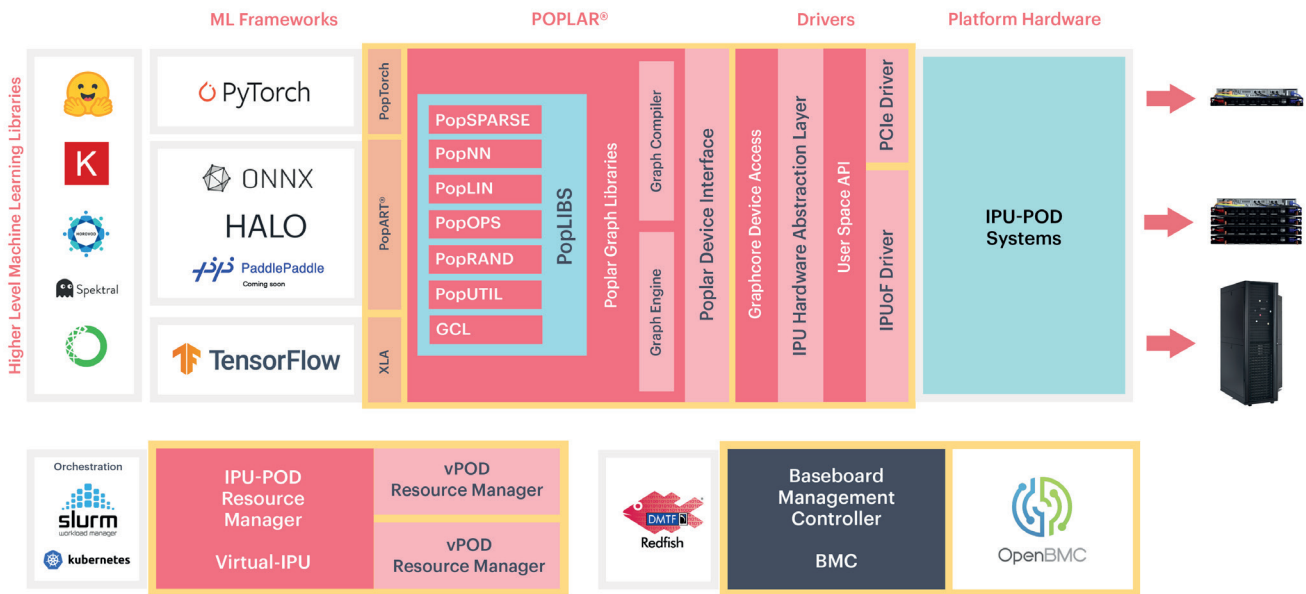 ML Frameworks
POPLAR®
Drivers
Platform Hardware
Higher Level Machine Learning Libraries
K
HOROVOD
Spektral
PyTorch
ONNX
HALO
PaddlePaddle
Coming soon
TensorFlow
PopTorch
PopART®
XLA
PopSPARSE
PopNN
PopLIN
PopOPS
PopRAND
PopUTIL
GCL
PopLIBS
Poplar Graph Libraries
Graph Compiler
Graph Engine
Poplar Device Interface
Graphcore Device Access
IPU Hardware Abstraction Layer
User Space API
PCIe Driver
IPUoF Driver
IPU-POD
Systems
Orchestration
slurm
workload manager
kubernetes
IPU-POD
Resource
Manager
Virtual-IPU
vPOD
Resource Manager
vPOD
Resource Manager
DMTF
Redfish
Baseboard
Management
Controller
BMC
OpenBMC